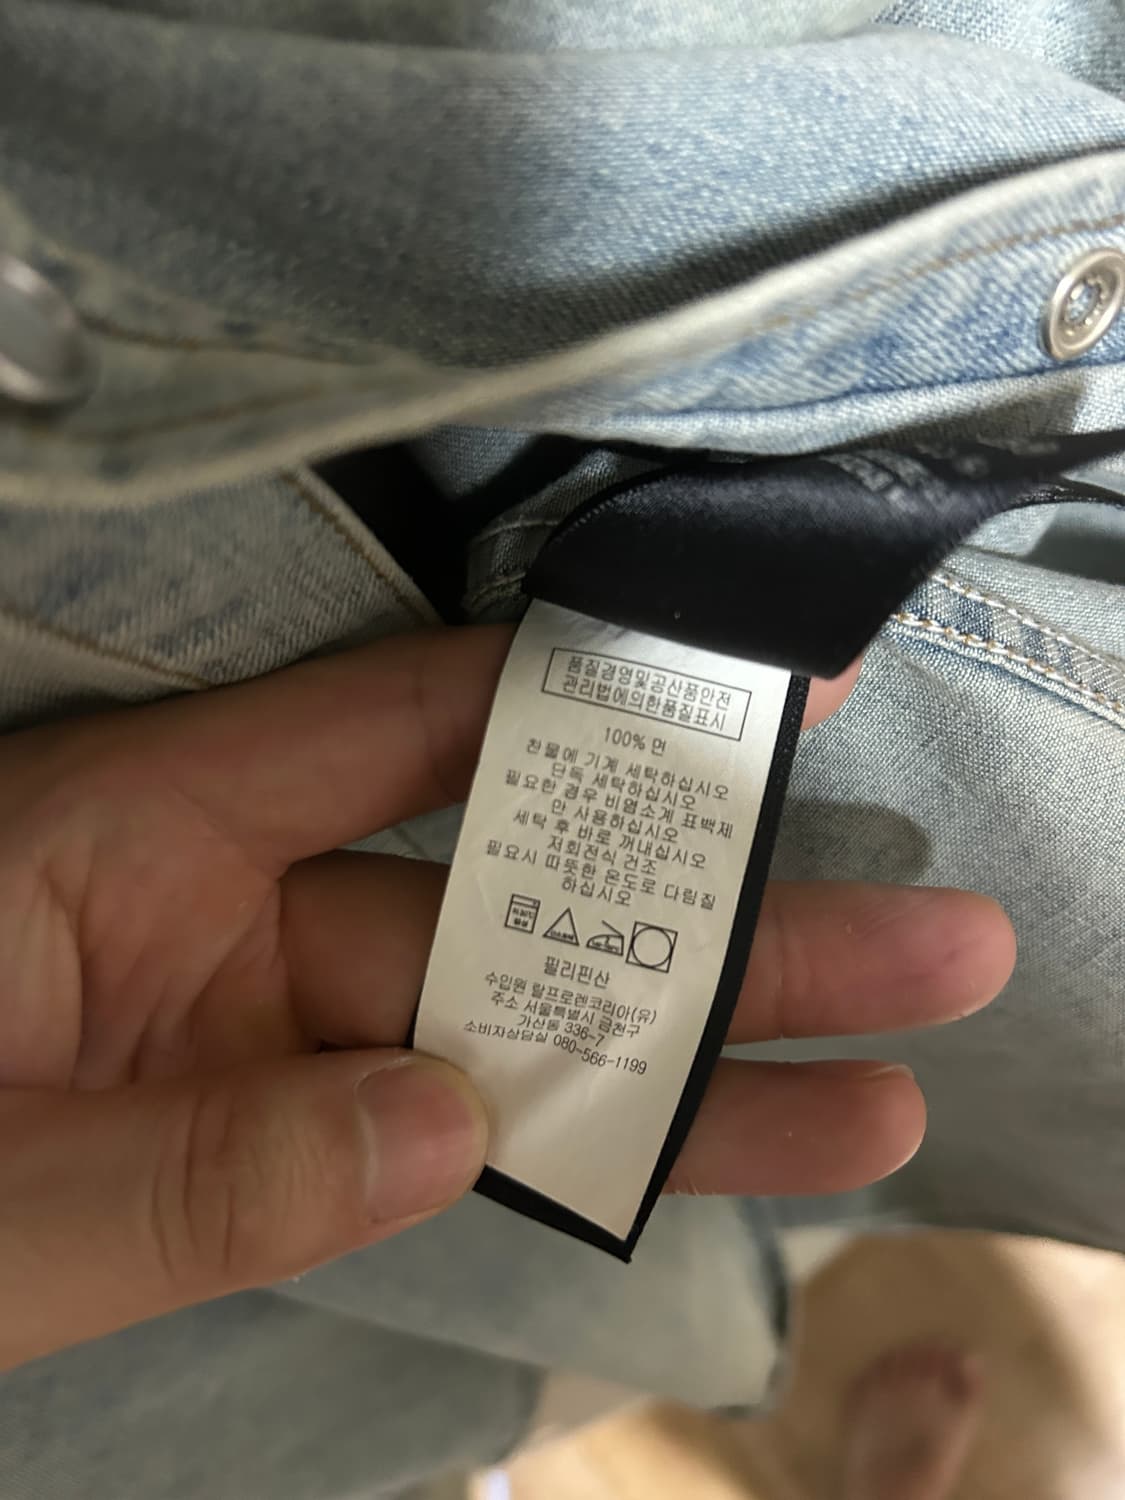 품질경영및공산품안전
관리법에의한품질표시
100% 면
찬물에 기계 세탁하십시오
단독 세탁하십시오
필요한 경우 비염소계 표백제
만 사용하십시오
세탁 후 바로 꺼내십시오
저회전식 건조
필요시 따뜻한 온도로 다림질
하십시오
필리핀산
수입원 랄프로렌코리아(유)
주소 서울특별시 금천구
가산동 336-7
소비자상담실 080-566-1199